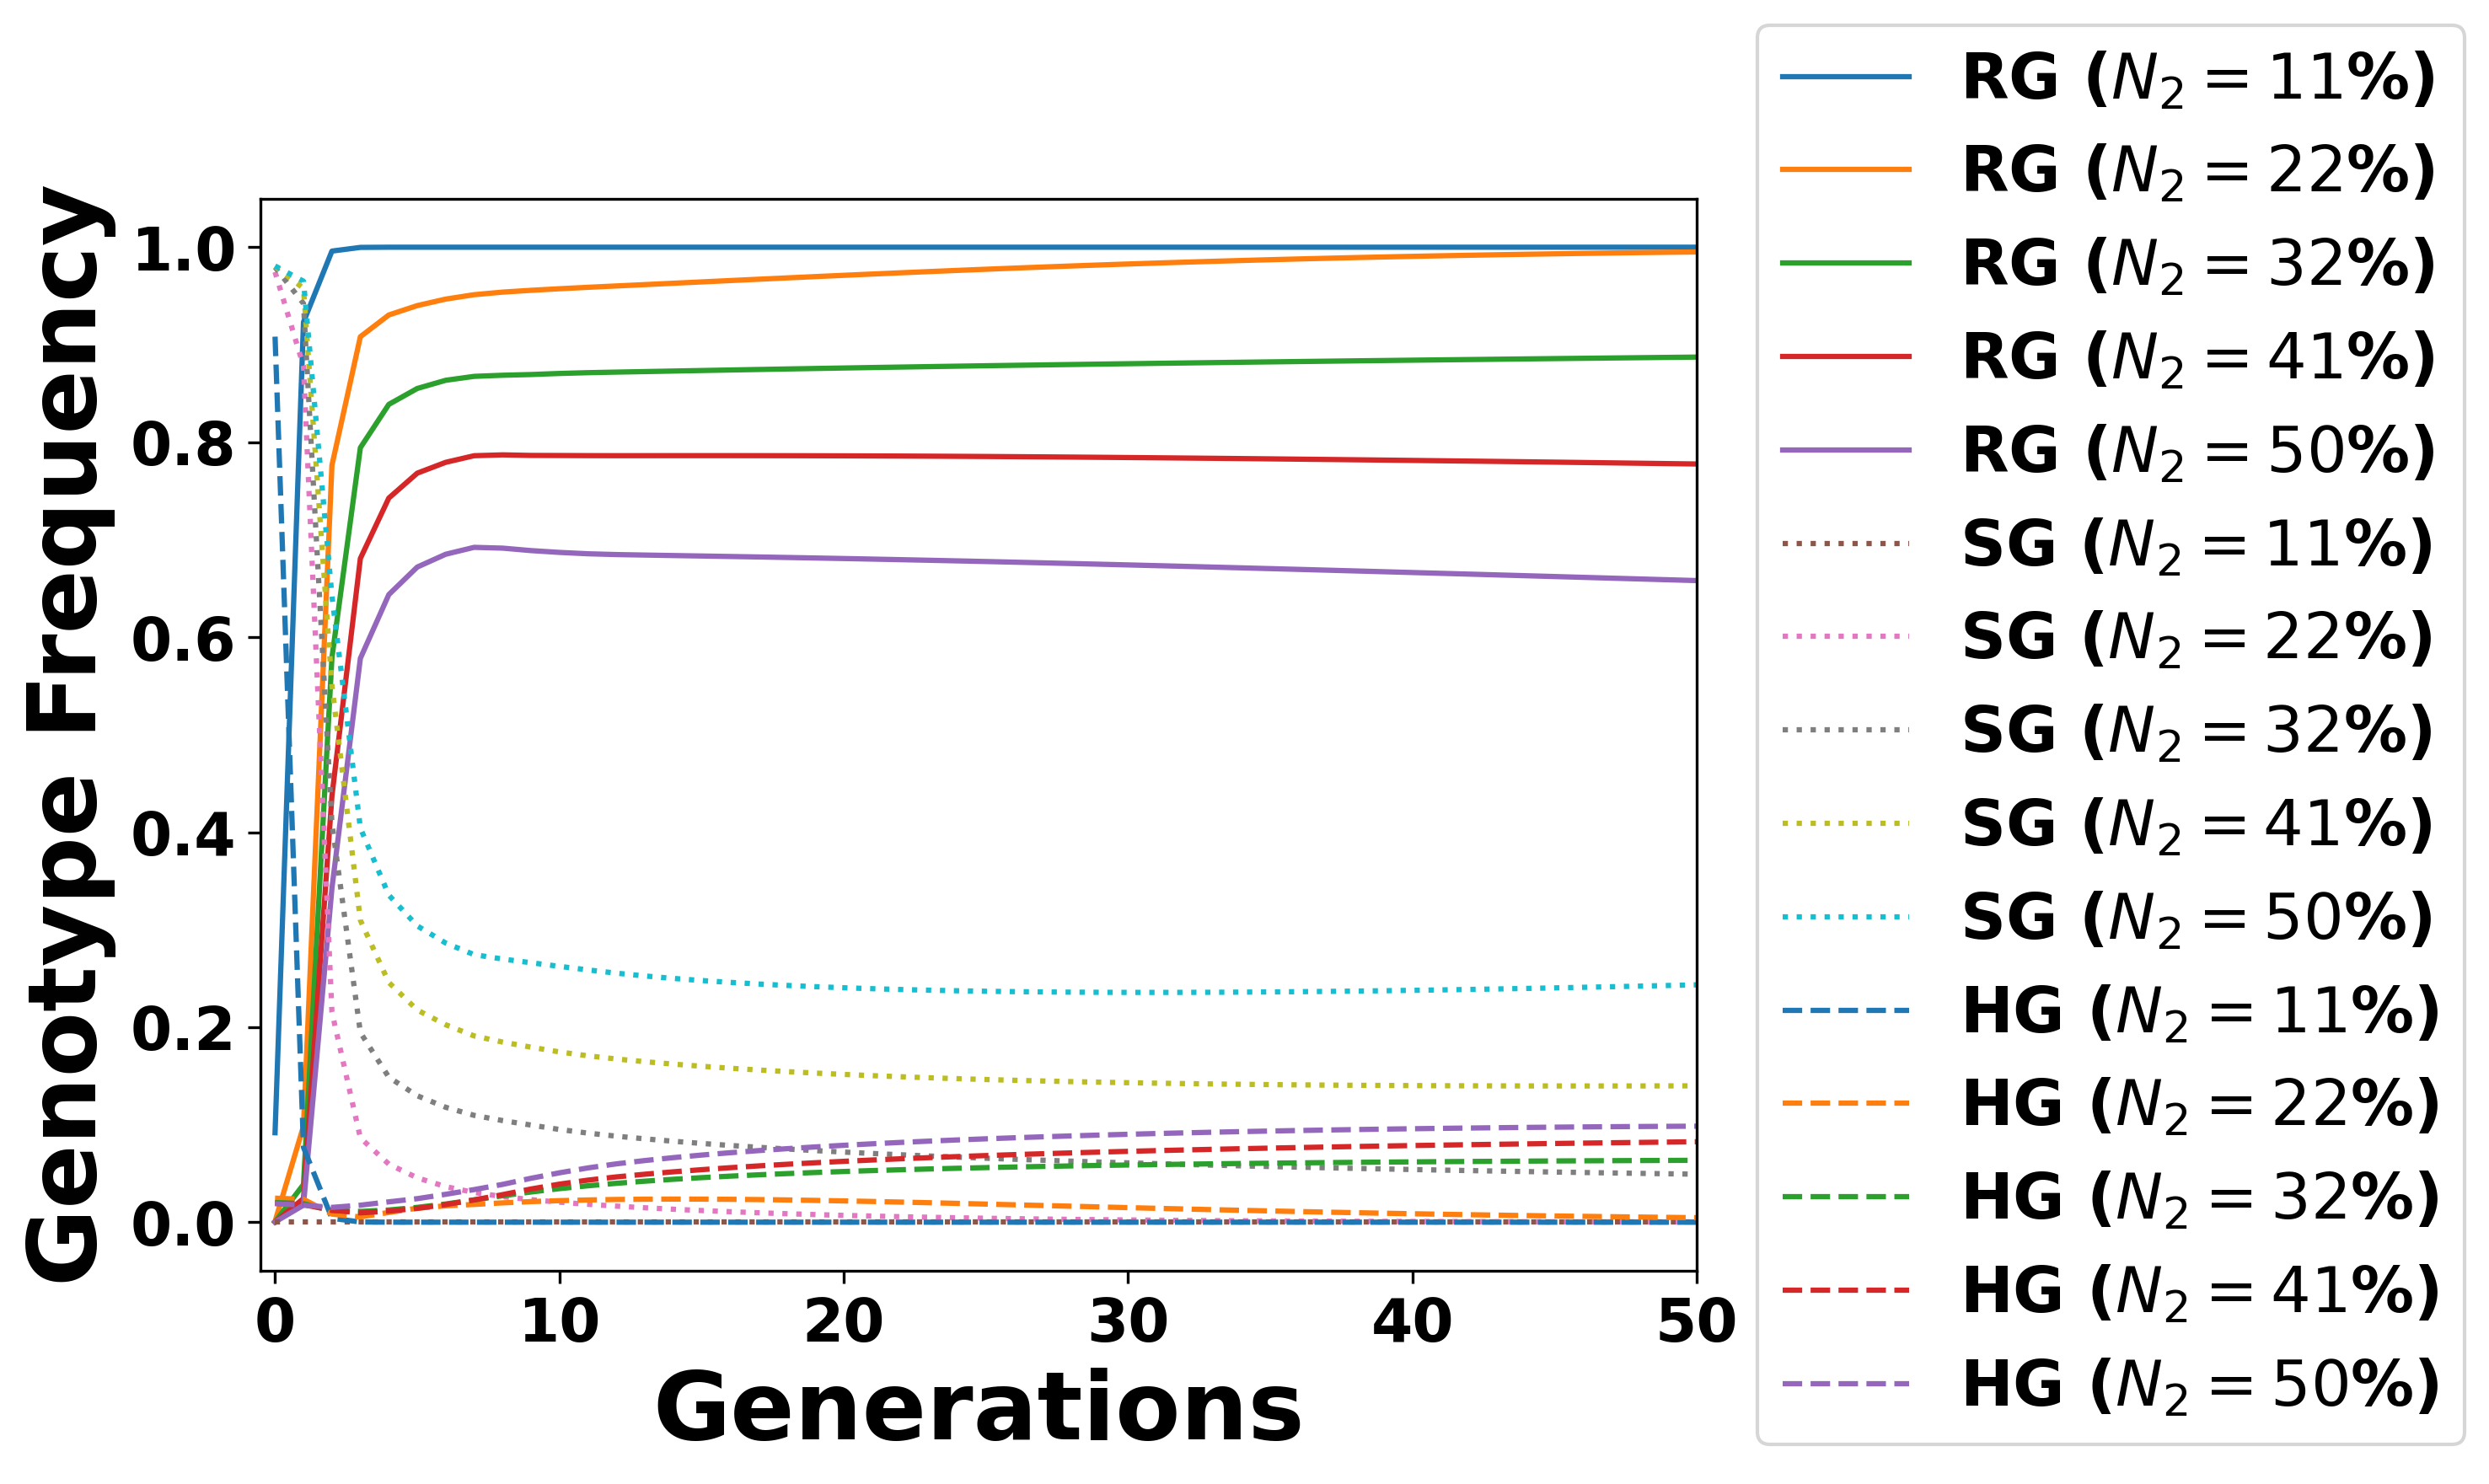 Genotype Frequency
1.0
0.8
0.6
0.4
0.2
0.0
0 10 20 30 40 50
Generations
RG (N₂ = 11%)
RG (N₂ = 22%)
RG (N₂ = 32%)
RG (N₂ = 41%)
RG (N₂ = 50%)
SG (N₂ = 11%)
SG (N₂ = 22%)
SG (N₂ = 32%)
SG (N₂ = 41%)
SG (N₂ = 50%)
HG (N₂ = 11%)
HG (N₂ = 22%)
HG (N₂ = 32%)
HG (N₂ = 41%)
HG (N₂ = 50%)